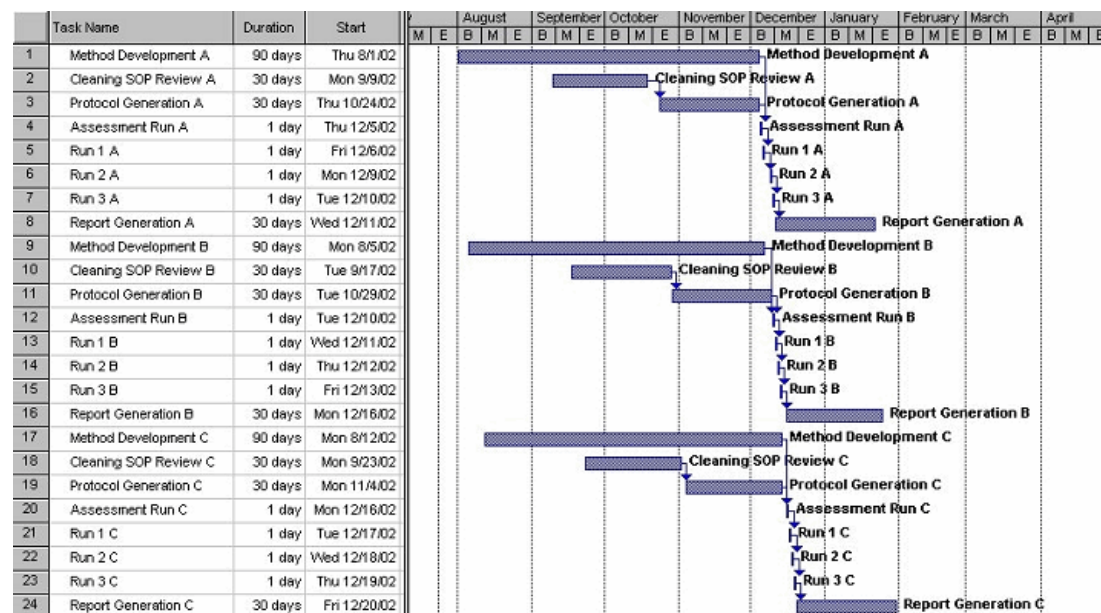 August September October November December January February March April
Task Name Duration Start M E B M E B M E B M E B M E B M E B M E B M E B M E B M E
1 Method Development A 90 days Thu 8/1/02 Method Development A
2 Cleaning SOP Review A 30 days Mon 9/9/02 Cleaning SOP Review A
3 Protocol Generation A 30 days Thu 10/24/02 Protocol Generation A
4 Assessment Run A 1 day Thu 12/5/02 Assessment Run A
5 Run 1 A 1 day Fri 12/6/02 Run 1 A
6 Run 2 A 1 day Mon 12/9/02 Run 2 A
7 Run 3 A 1 day Tue 12/10/02 Run 3 A
8 Report Generation A 30 days Wed 12/11/02 Report Generation A
9 Method Development B 90 days Mon 8/5/02 Method Development B
10 Cleaning SOP Review B 30 days Tue 9/17/02 Cleaning SOP Review B
11 Protocol Generation B 30 days Tue 10/29/02 Protocol Generation B
12 Assessment Run B 1 day Tue 12/10/02 Assessment Run B
13 Run 1 B 1 day Wed 12/11/02 Run 1 B
14 Run 2 B 1 day Thu 12/12/02 Run 2 B
15 Run 3 B 1 day Fri 12/13/02 Run 3 B
16 Report Generation B 30 days Mon 12/16/02 Report Generation B
17 Method Development C 90 days Mon 8/12/02 Method Development C
18 Cleaning SOP Review C 30 days Mon 9/23/02 Cleaning SOP Review C
19 Protocol Generation C 30 days Mon 11/4/02 Protocol Generation C
20 Assessment Run C 1 day Mon 12/16/02 Assessment Run C
21 Run 1 C 1 day Tue 12/17/02 Run 1 C
22 Run 2 C 1 day Wed 12/18/02 Run 2 C
23 Run 3 C 1 day Thu 12/19/02 Run 3 C
24 Report Generation C 30 days Fri 12/20/02 Report Generation C